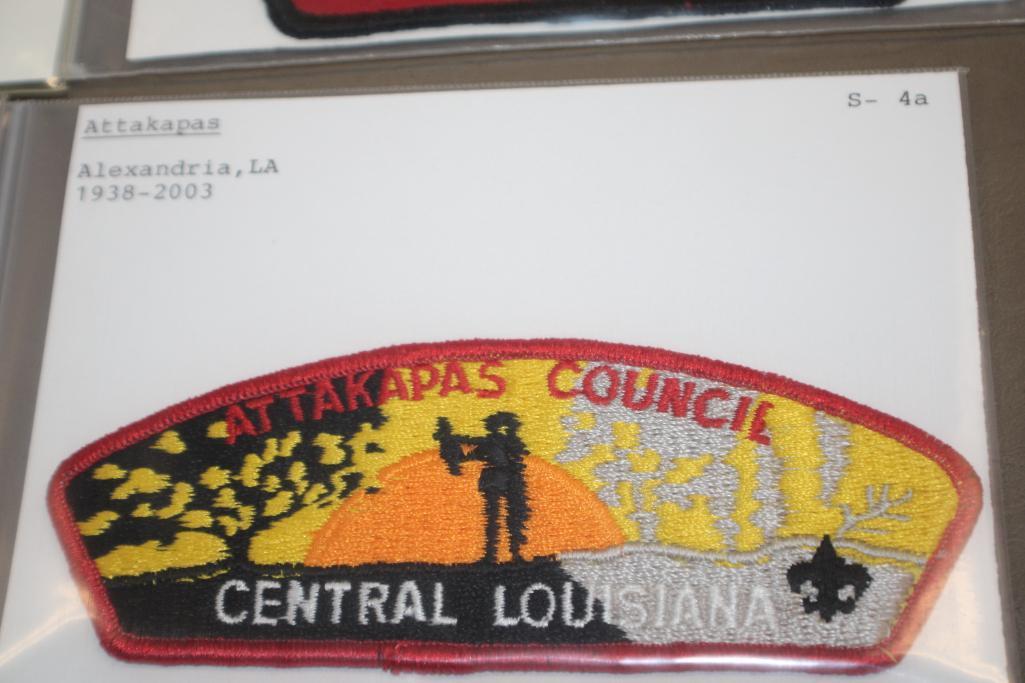 Attakapas
S- 4a
Alexandria,LA
1938-2003
ATTAKAPAS COUNCIL
CENTRAL LOUISIANA